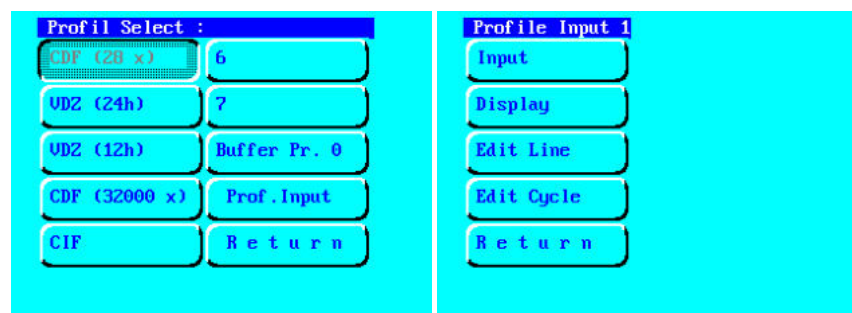 Profil Select :
CDF (28 x)
6
VDZ (24h)
7
VDZ (12h)
Buffer Pr. 0
CDF (32000 x)
Prof.Input
CIF
R e t u r n
Profile Input 1
Input
Display
Edit Line
Edit Cycle
R e t u r n